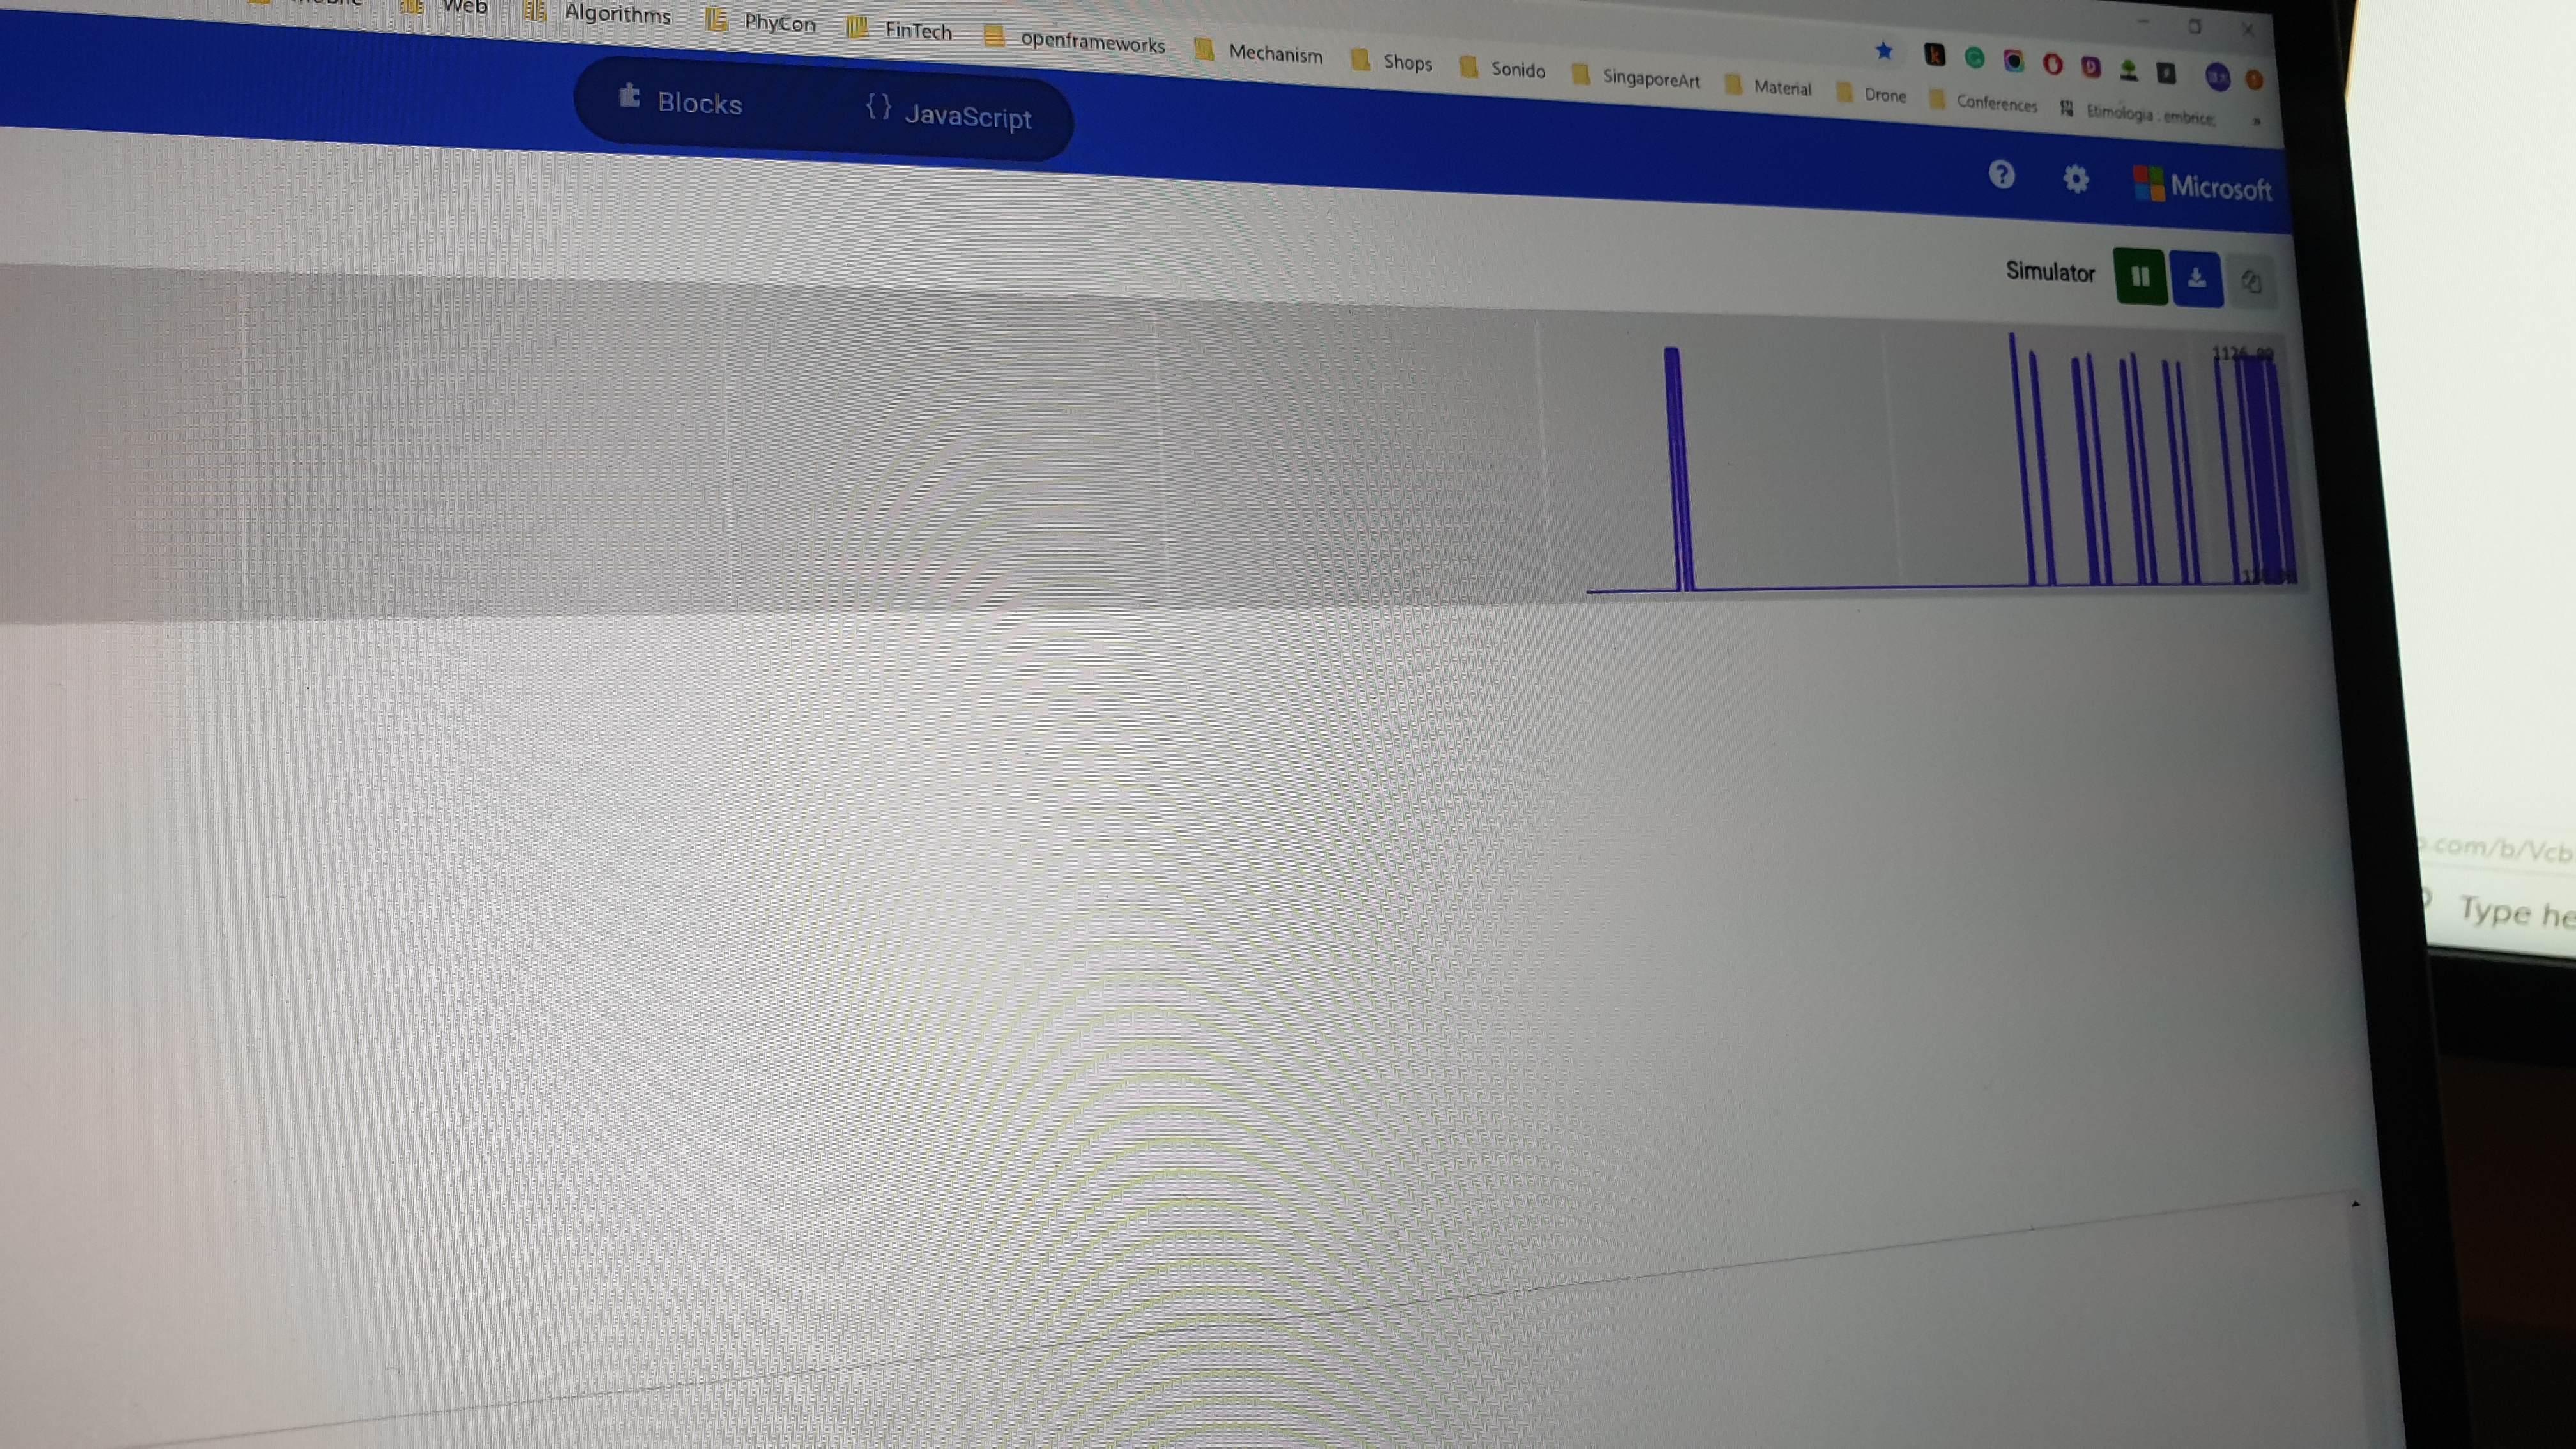 Web Algorithms PhyCon FinTech openframeworks Mechanism Shops Sonido SingaporeArt Material Drone Conferences Etimologia : embrice;
Blocks {} JavaScript
Microsoft
Simulator
.com/b/Vcb
Type he